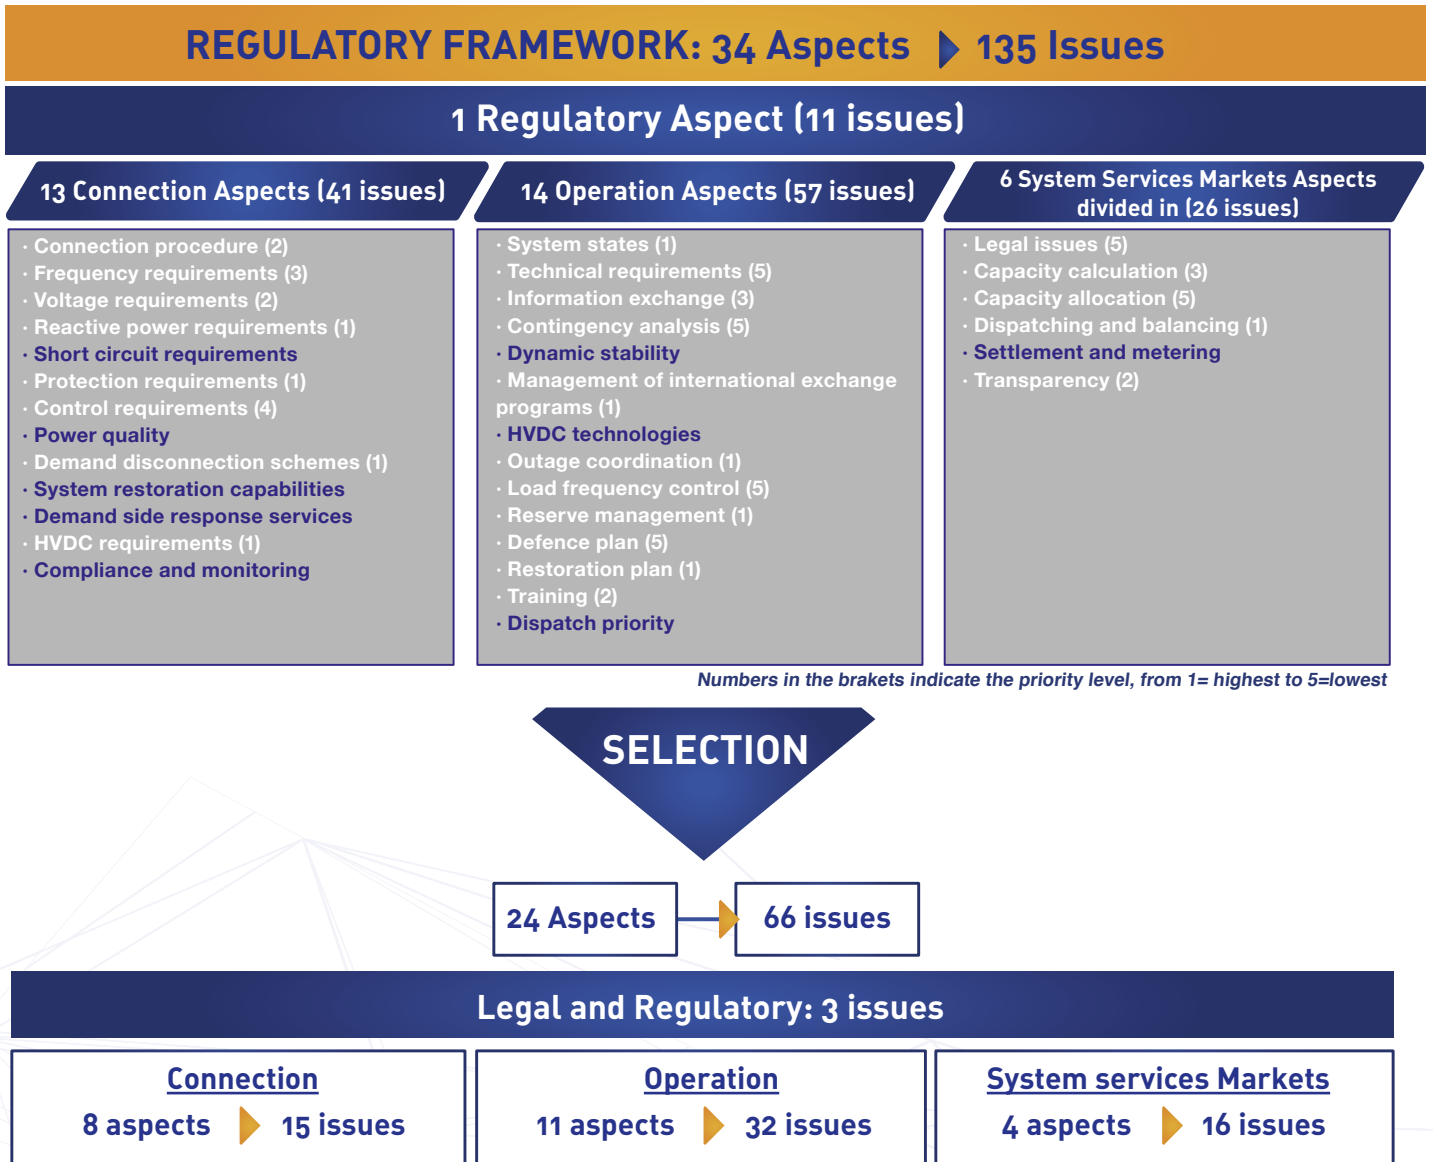 REGULATORY FRAMEWORK: 34 Aspects 135 Issues
1 Regulatory Aspect (11 issues)
13 Connection Aspects (41 issues)
· Connection procedure (2)
· Frequency requirements (3)
· Voltage requirements (2)
· Reactive power requirements (1)
· Short circuit requirements
· Protection requirements (1)
· Control requirements (4)
· Power quality
· Demand disconnection schemes (1)
· System restoration capabilities
· Demand side response services
· HVDC requirements (1)
· Compliance and monitoring
14 Operation Aspects (57 issues)
· System states (1)
· Technical requirements (5)
· Information exchange (3)
· Contingency analysis (5)
· Dynamic stability
· Management of international exchange
programs (1)
· HVDC technologies
· Outage coordination (1)
· Load frequency control (5)
· Reserve management (1)
· Defence plan (5)
· Restoration plan (1)
· Training (2)
· Dispatch priority
6 System Services Markets Aspects
divided in (26 issues)
· Legal issues (5)
· Capacity calculation (3)
· Capacity allocation (5)
· Dispatching and balancing (1)
· Settlement and metering
· Transparency (2)
Numbers in the brakets indicate the priority level, from 1= highest to 5=lowest
SELECTION
24 Aspects
66 issues
Legal and Regulatory: 3 issues
Connection
8 aspects 15 issues
Operation
11 aspects 32 issues
System services Markets
4 aspects 16 issues